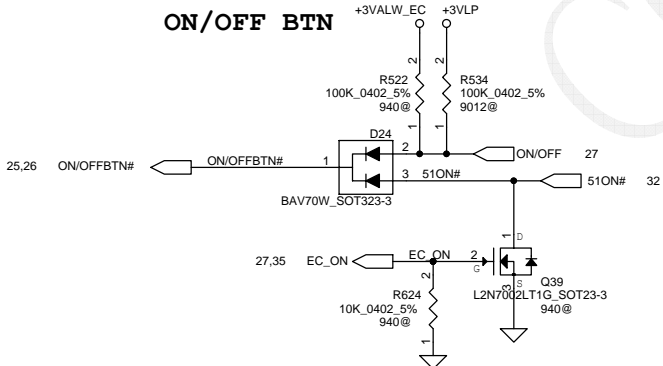 ON/OFF BTN
+3VALW_EC
+3VLP
2
2
R522
100K_0402_5%
940@
R534
100K_0402_5%
9012@
1
1
D24
2
ON/OFF 27
25,26 ON/OFFBTN#
ON/OFFBTN#
1
3
51ON#
51ON# 32
BAV70W_SOT323-3
1
D
27,35 EC_ON
EC_ON
2
G
S
3
Q39
L2N7002LT1G_SOT23-3
940@
2
R624
10K_0402_5%
940@
1